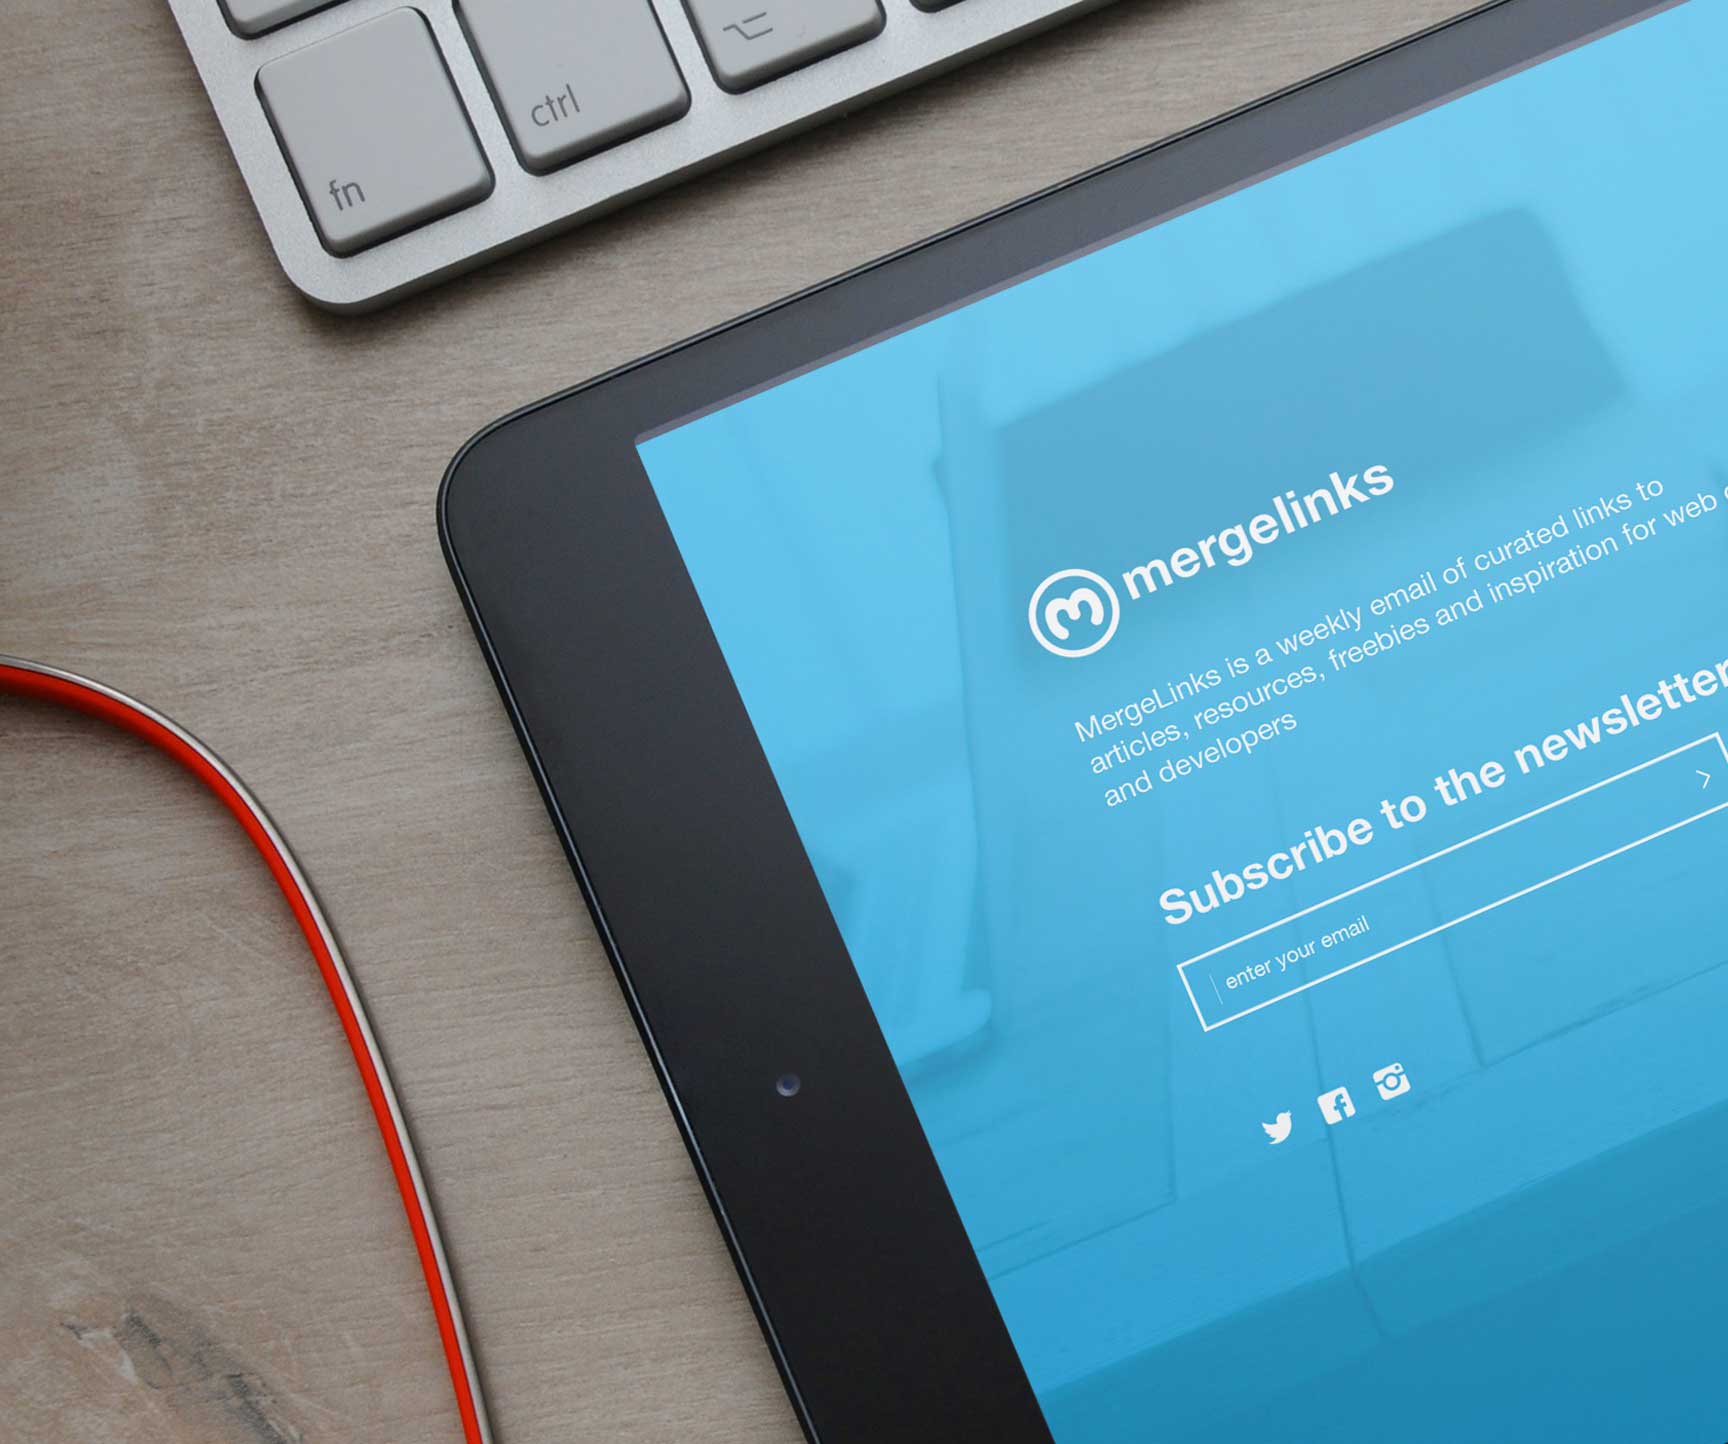 fn
ctrl
mergelinks
MergeLinks is a weekly email of curated links to
articles, resources, freebies and inspiration for web
and developers
Subscribe to the newsletter
enter your email